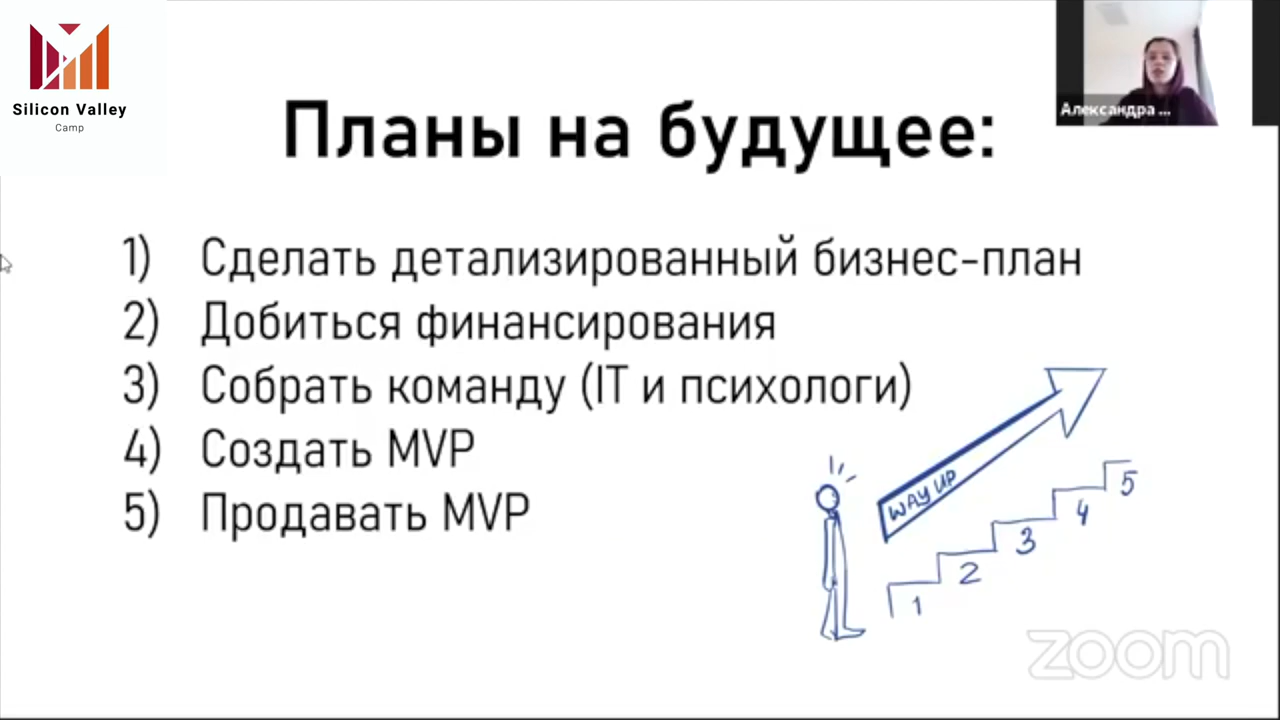 Silicon Valley
Camp
Александра ...
Планы на будущее:
1) Сделать детализированный бизнес-план
2) Добиться финансирования
3) Собрать команду (IT и психологи)
4) Создать MVP
5) Продавать MVP
WAY UP
1
2
3
4
5
zoom